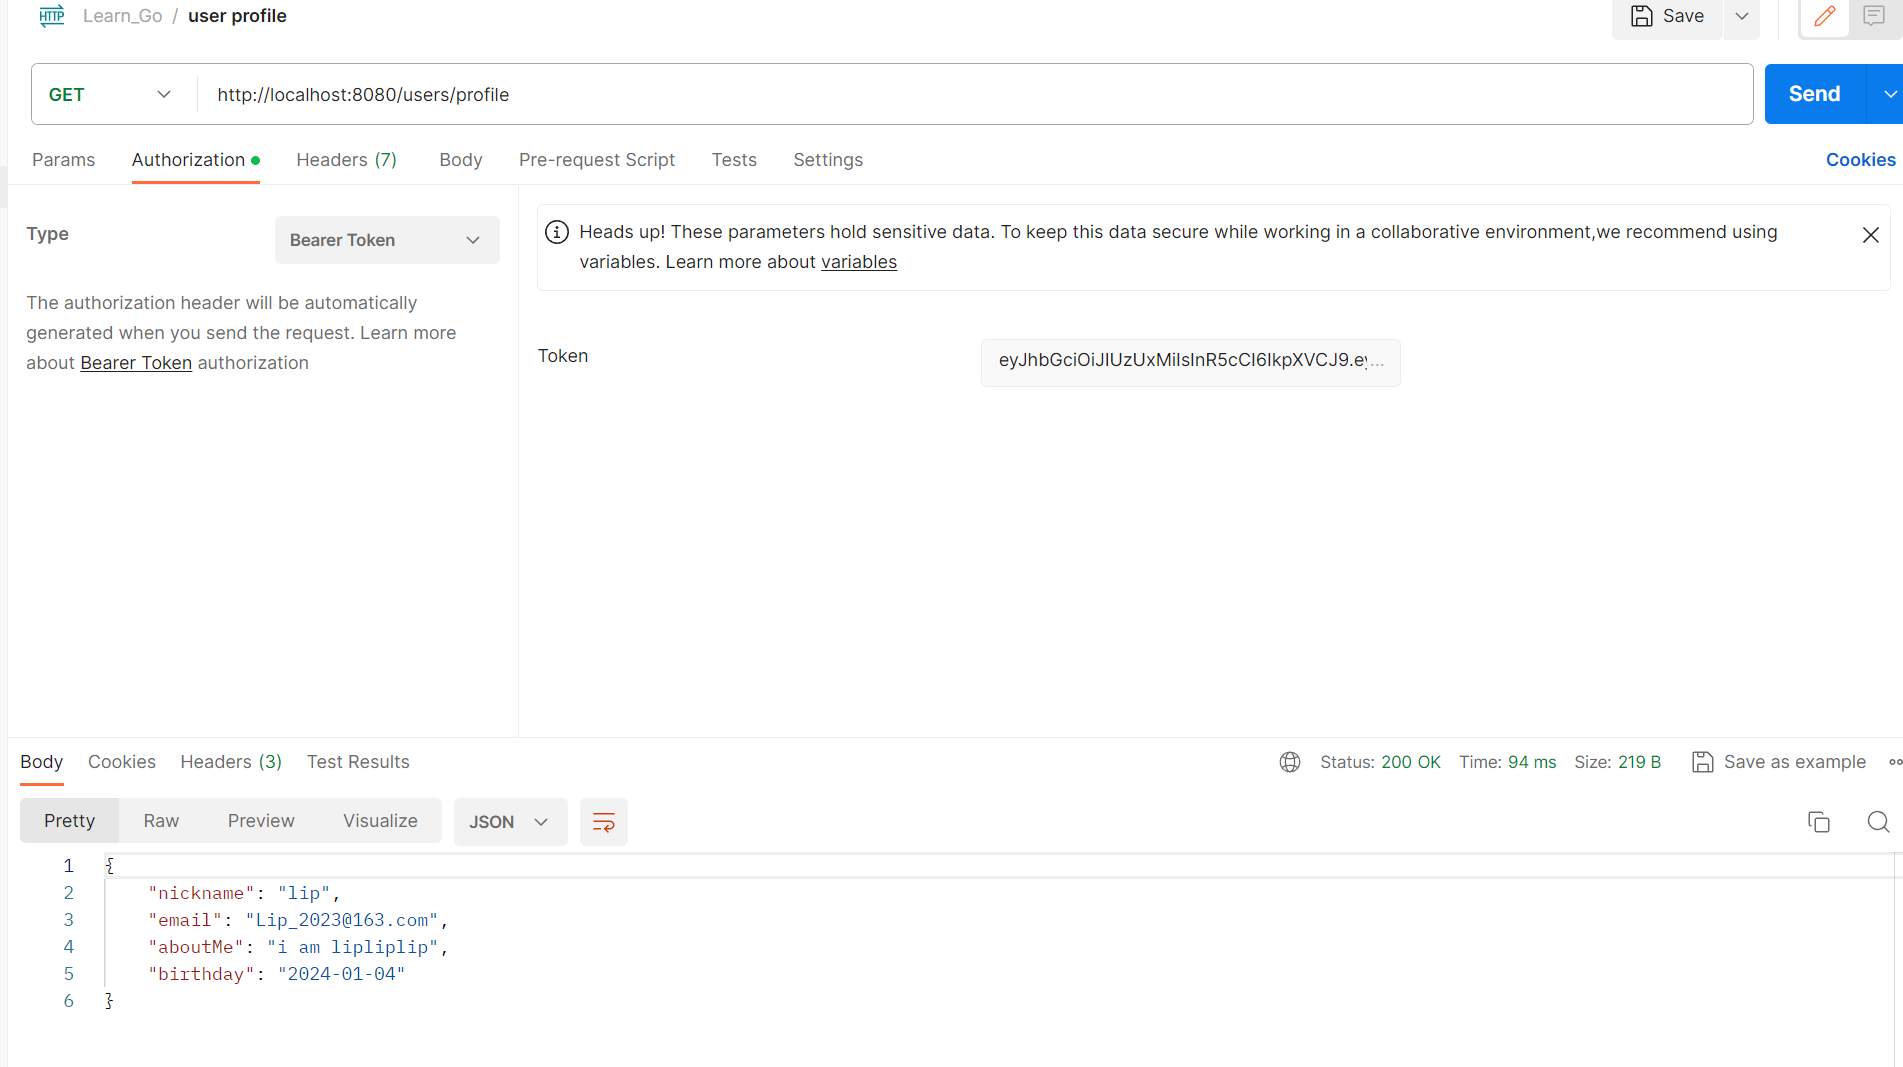 HTTP Learn_Go / user profile
Save
GET http://localhost:8080/users/profile
Send
Params Authorization Headers (7) Body Pre-request Script Tests Settings Cookies
Type Bearer Token
The authorization header will be automatically
generated when you send the request. Learn more
about Bearer Token authorization
Heads up! These parameters hold sensitive data. To keep this data secure while working in a collaborative environment,we recommend using
variables. Learn more about variables
Token eyJhbGciOiJIUzUxMiIsInR5cCI6IkpXVCJ9.ey...
Body Cookies Headers (3) Test Results Status: 200 OK Time: 94 ms Size: 219 B Save as example
Pretty Raw Preview Visualize JSON
1 {
2 "nickname": "lip",
3 "email": "Lip_2023@163.com",
4 "aboutMe": "i am lipliplip",
5 "birthday": "2024-01-04"
6 }